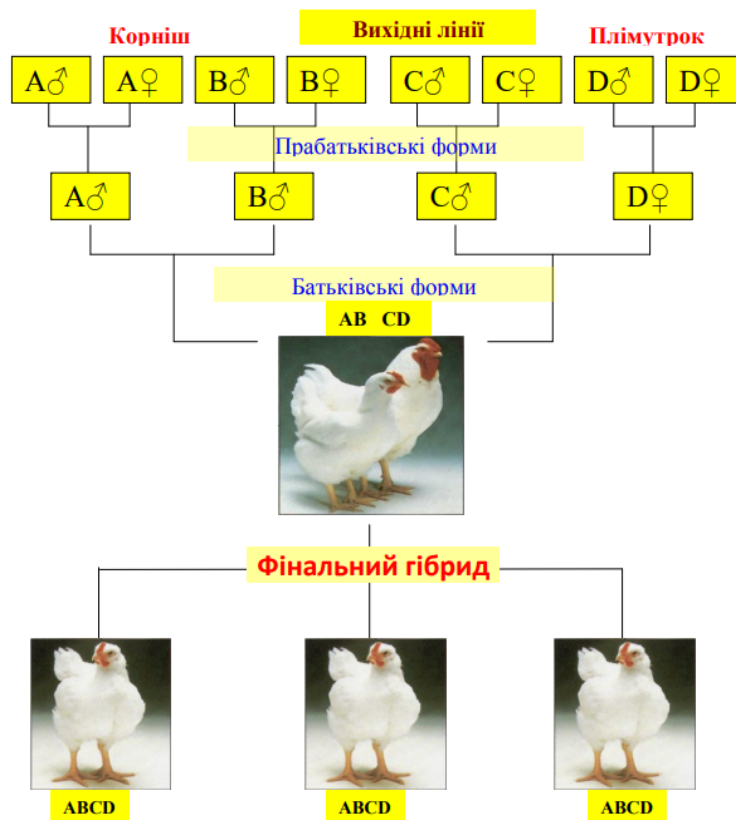 Корніш Вихідні лінії Плімутрок
A♂ A♀ B♂ B♀ C♂ C♀ D♂ D♀
Прабатьківські форми
A♂ B♂ C♂ D♀
Батьківські форми
AB CD
Фінальний гібрид
ABCD ABCD ABCD